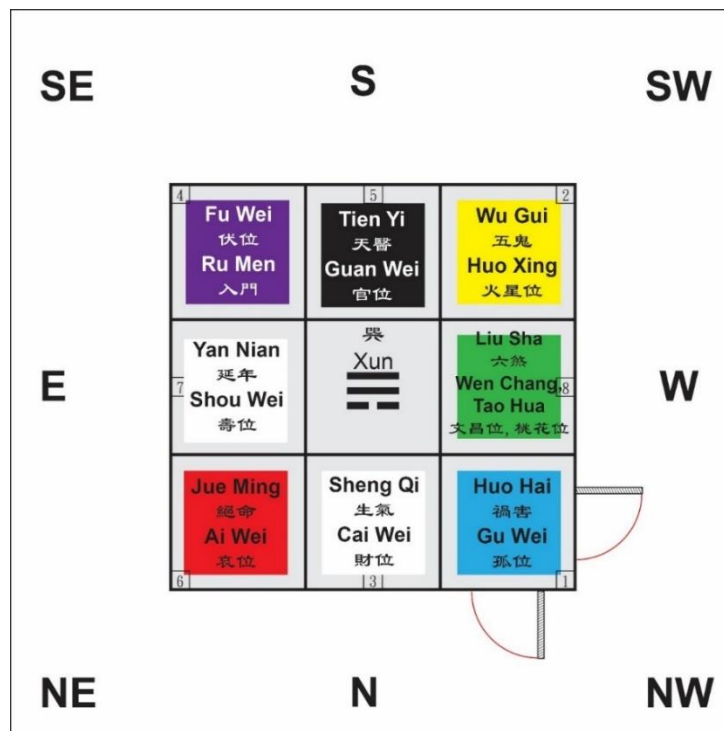 SE
S
SW
4
Fu Wei
伏位
Ru Men
入門
5
Tien Yi
天醫
Guan Wei
官位
2
Wu Gui
五鬼
Huo Xing
火星位
E
7
Yan Nian
延年
Shou Wei
壽位
巽
Xun
Liu Sha
六煞
Wen Chang,
Tao Hua
文昌位, 桃花位
8
W
Jue Ming
絕命
Ai Wei
哀位
6
Sheng Qi
生氣
Cai Wei
財位
3
Huo Hai
禍害
Gu Wei
孤位
1
NE
N
NW